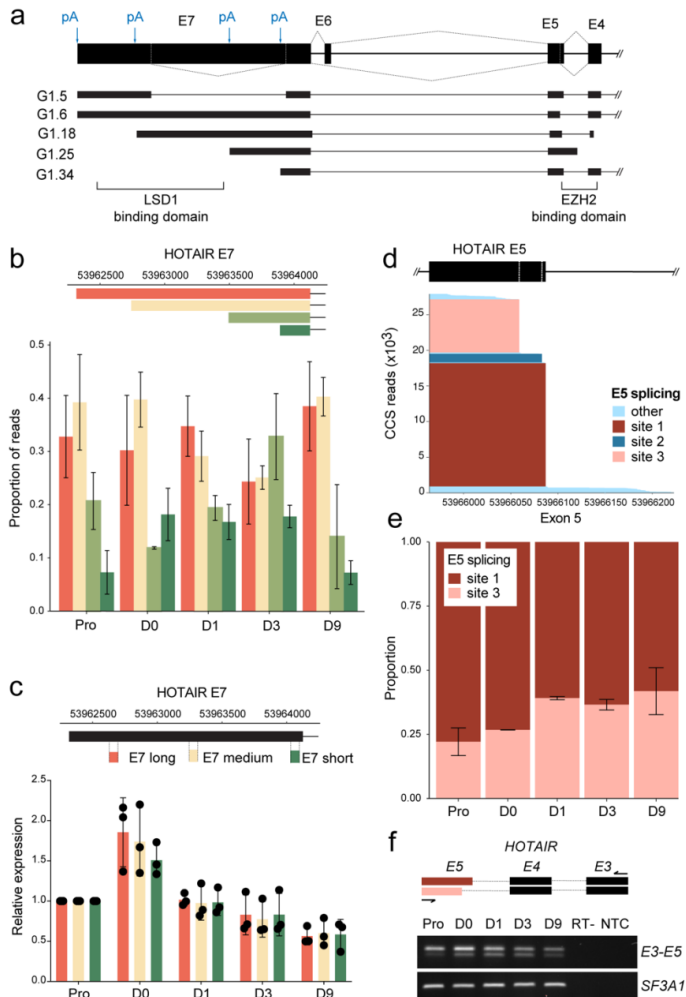 a
pA pA E7 pA pA E6 E5 E4
G1.5
G1.6
G1.18
G1.25
G1.34
LSD1
binding domain
EZH2
binding domain
b
HOTAIR E7
53962500 53963000 53963500 53964000
Proportion of reads
0.5
0.4
0.3
0.2
0.1
0.0
Pro D0 D1 D3 D9
c
HOTAIR E7
53962500 53963000 53963500 53964000
E7 long E7 medium E7 short
Relative expression
2.5
2.0
1.5
1.0
0.5
0.0
Pro D0 D1 D3 D9
d
HOTAIR E5
CCS reads (x10³)
25
20
15
10
5
0
E5 splicing
other
site 1
site 2
site 3
53966000 53966050 53966100 53966150 53966200
Exon 5
e
E5 splicing
site 1
site 3
Proportion
1.00
0.75
0.50
0.25
0.00
Pro D0 D1 D3 D9
f
HOTAIR
E5 E4 E3
Pro D0 D1 D3 D9 RT- NTC
E3-E5
SF3A1